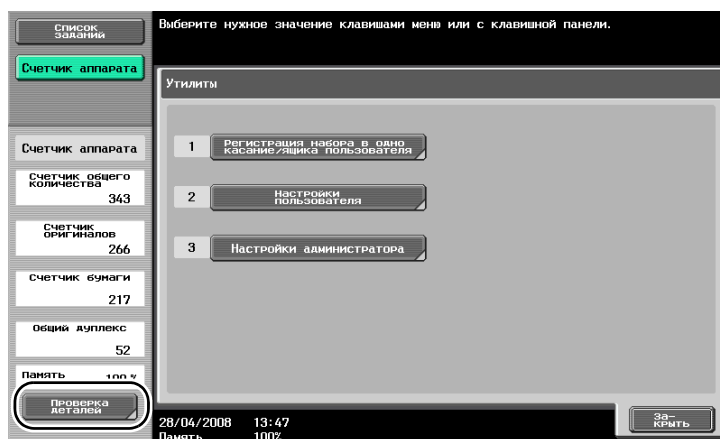 Список
заданий
Выберите нужное значение клавишами меню или с клавишной панели.
Счетчик аппарата
Утилиты
Счетчик аппарата
Счетчик общего
количества
343
Счетчик
оригиналов
266
Счетчик бумаги
217
Общий дуплекс
52
Память 100 %
Проверка
деталей
1 Регистрация набора в одно
касание/ящика пользователя
2 Настройки
пользователя
3 Настройки администратора
28/04/2008 13:47
Память 100%
За-
крыть